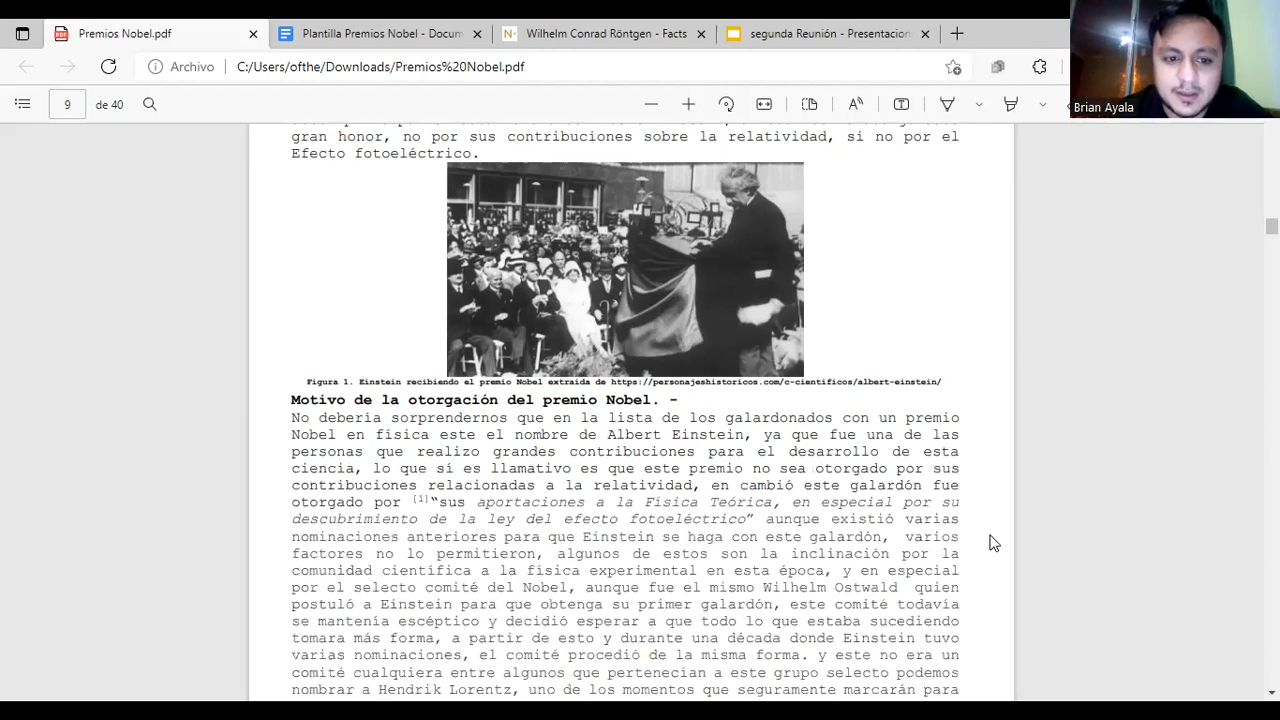 Premios Nobel.pdf
Plantilla Premios Nobel - Docum
Wilhelm Conrad Röntgen - Facts
segunda Reunión - Presentacion
Archivo
C:/Users/ofthe/Downloads/Premios%20Nobel.pdf
9 de 40
Brian Ayala
gran honor, no por sus contribuciones sobre la relatividad, si no por el
Efecto fotoeléctrico.
Figura 1. Einstein recibiendo el premio Nobel extraída de https://personajeshistoricos.com/c-cientificos/albert-einstein/
Motivo de la otorgación del premio Nobel. -
No debería sorprendernos que en la lista de los galardonados con un premio
Nobel en física este el nombre de Albert Einstein, ya que fue una de las
personas que realizo grandes contribuciones para el desarrollo de esta
ciencia, lo que sí es llamativo es que este premio no sea otorgado por sus
contribuciones relacionadas a la relatividad, en cambió este galardón fue
otorgado por [1]“sus aportaciones a la Física Teórica, en especial por su
descubrimiento de la ley del efecto fotoeléctrico” aunque existió varias
nominaciones anteriores para que Einstein se haga con este galardón, varios
factores no lo permitieron, algunos de estos son la inclinación por la
comunidad científica a la física experimental en esta época, y en especial
por el selecto comité del Nobel, aunque fue el mismo Wilhelm Ostwald quien
postuló a Einstein para que obtenga su primer galardón, este comité todavía
se mantenía escéptico y decidió esperar a que todo lo que estaba sucediendo
tomara más forma, a partir de esto y durante una década donde Einstein tuvo
varias nominaciones, el comité procedió de la misma forma. y este no era un
comité cualquiera entre algunos que pertenecían a este grupo selecto podemos
nombrar a Hendrik Lorentz, uno de los momentos que seguramente marcarán para